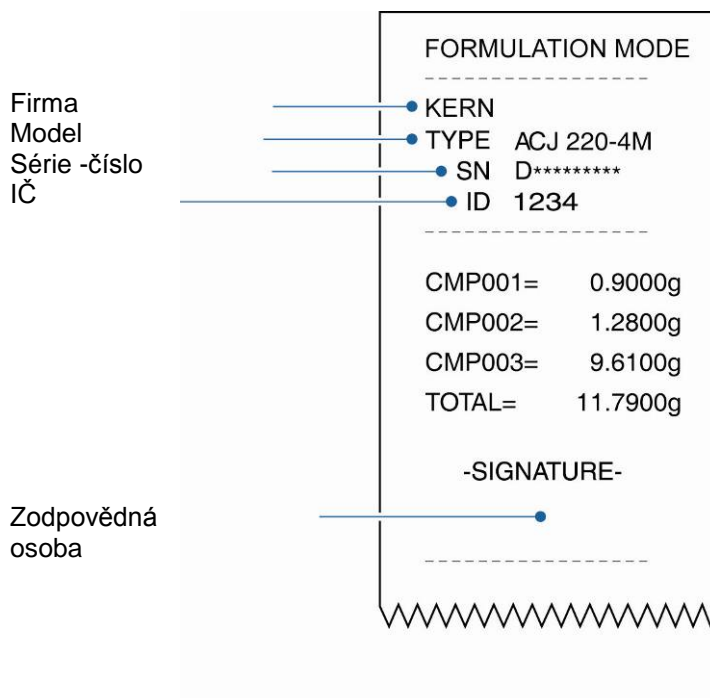 FORMULATION MODE
Firma
Model
Série -číslo
IČ
KERN
TYPE ACJ 220-4M
SN D*********
ID 1234
CMP001= 0.9000g
CMP002= 1.2800g
CMP003= 9.6100g
TOTAL= 11.7900g
-SIGNATURE-
Zodpovědná
osoba